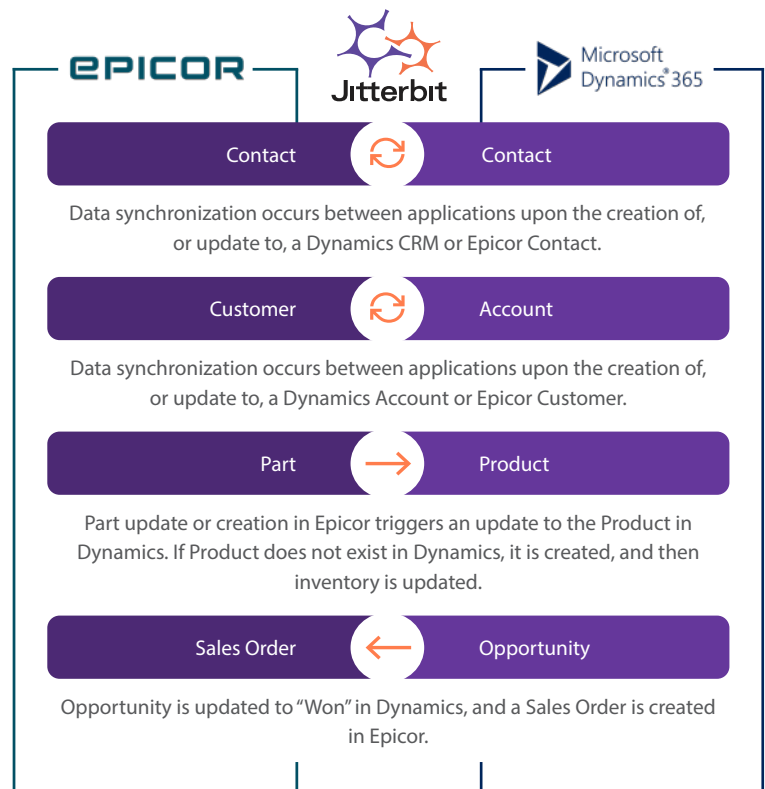 EPICOR
Jitterbit
Microsoft
Dynamics® 365
Contact
Contact
Data synchronization occurs between applications upon the creation of,
or update to, a Dynamics CRM or Epicor Contact.
Customer
Account
Data synchronization occurs between applications upon the creation of,
or update to, a Dynamics Account or Epicor Customer.
Part
Product
Part update or creation in Epicor triggers an update to the Product in
Dynamics. If Product does not exist in Dynamics, it is created, and then
inventory is updated.
Sales Order
Opportunity
Opportunity is updated to “Won” in Dynamics, and a Sales Order is created
in Epicor.